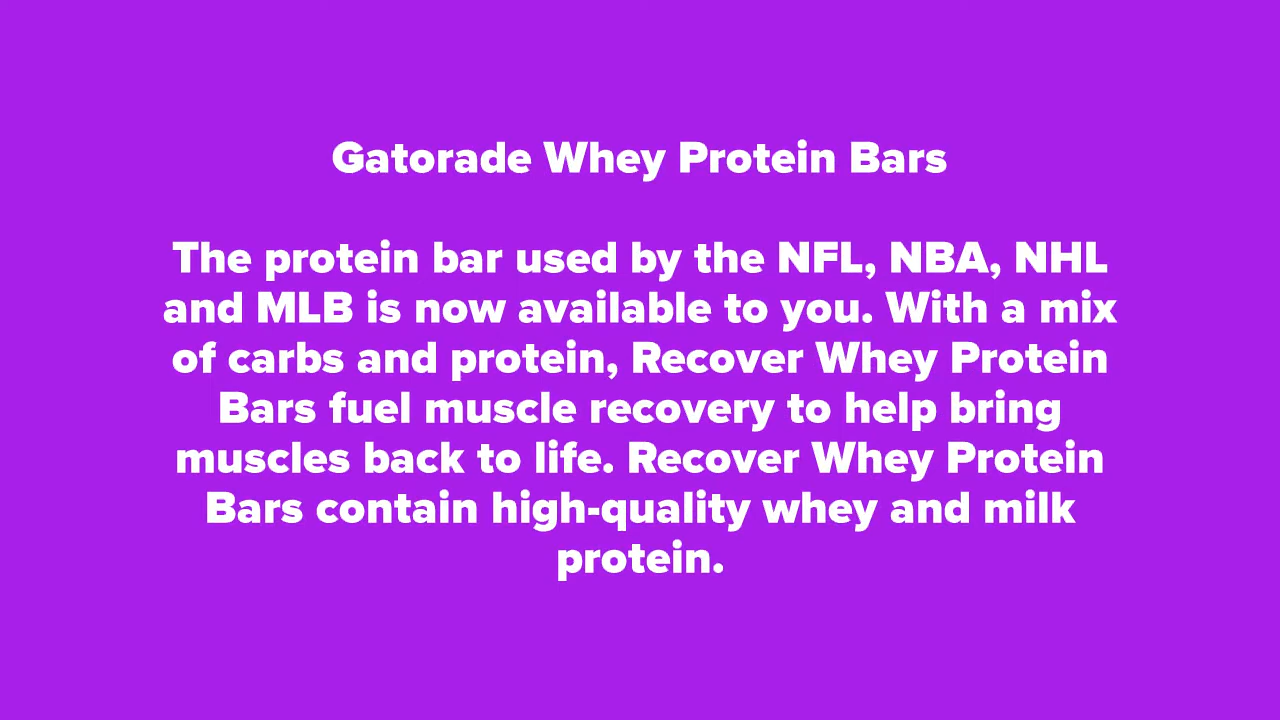 Gatorade Whey Protein Bars
The protein bar used by the NFL, NBA, NHL
and MLB is now available to you. With a mix
of carbs and protein, Recover Whey Protein
Bars fuel muscle recovery to help bring
muscles back to life. Recover Whey Protein
Bars contain high-quality whey and milk
protein.